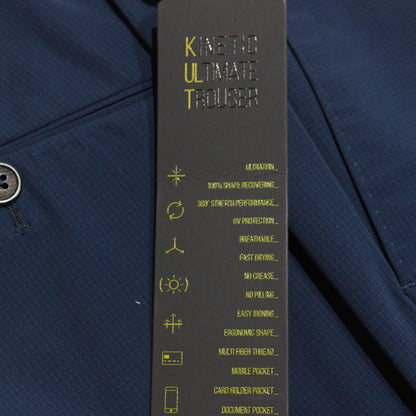 KINETIC
ULTIMATE
TROUSER
ULTRATHIN_
100% SHAPE RECOVERING_
360° STRETCH PERFORMANCE_
UV PROTECTION_
BREATHABLE_
FAST DRYING_
NO CREASE_
NO PILLING_
EASY IRONING_
ERGONOMIC SHAPE_
MULTI FIBER THREAD_
MOBILE POCKET_
CARD HOLDER POCKET_
DOCUMENT POCKET_